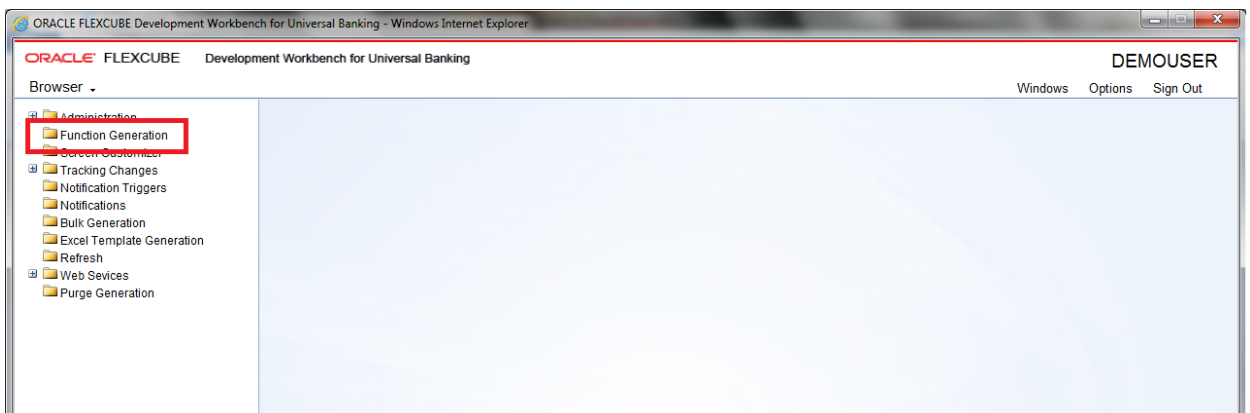 ORACLE FLEXCUBE Development Workbench for Universal Banking - Windows Internet Explorer
ORACLE FLEXCUBE Development Workbench for Universal Banking
DEMOUSER
Browser
Windows Options Sign Out
Administration
Function Generation
Screen Customizer
Tracking Changes
Notification Triggers
Notifications
Bulk Generation
Excel Template Generation
Refresh
Web Sevices
Purge Generation